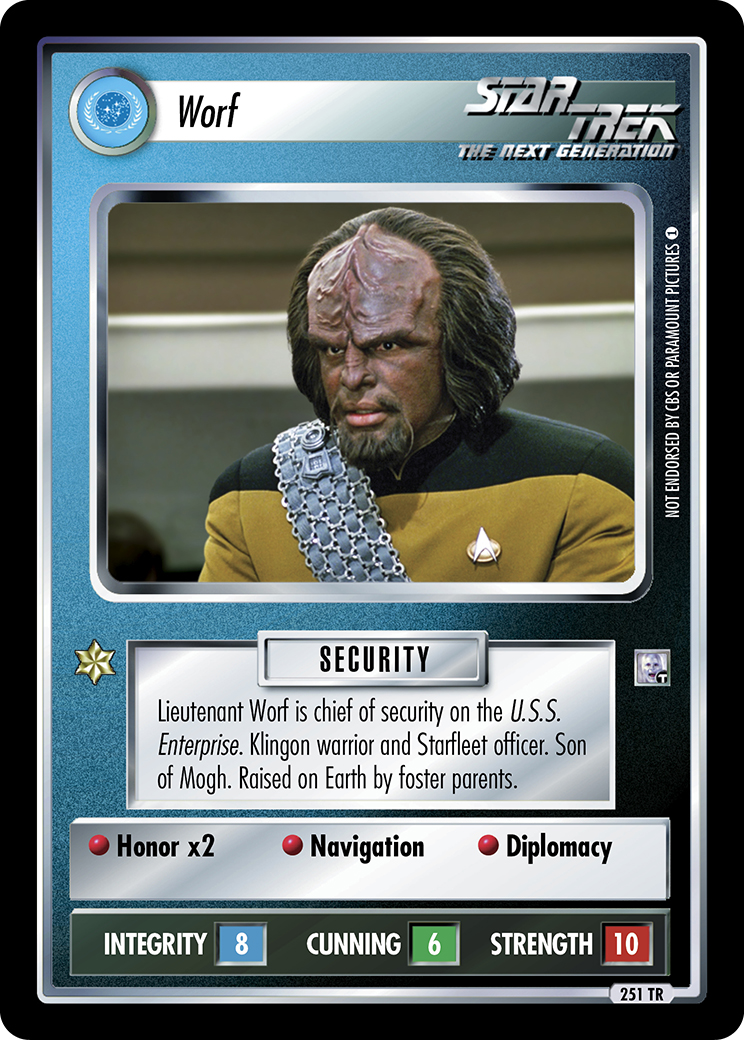 Worf
STAR TREK
THE NEXT GENERATION
NOT ENDORSED BY CBS OR PARAMOUNT PICTURES 1
SECURITY
Lieutenant Worf is chief of security on the U.S.S.
Enterprise. Klingon warrior and Starfleet officer. Son
of Mogh. Raised on Earth by foster parents.
Honor x2 Navigation Diplomacy
INTEGRITY 8 CUNNING 6 STRENGTH 10
251 TR